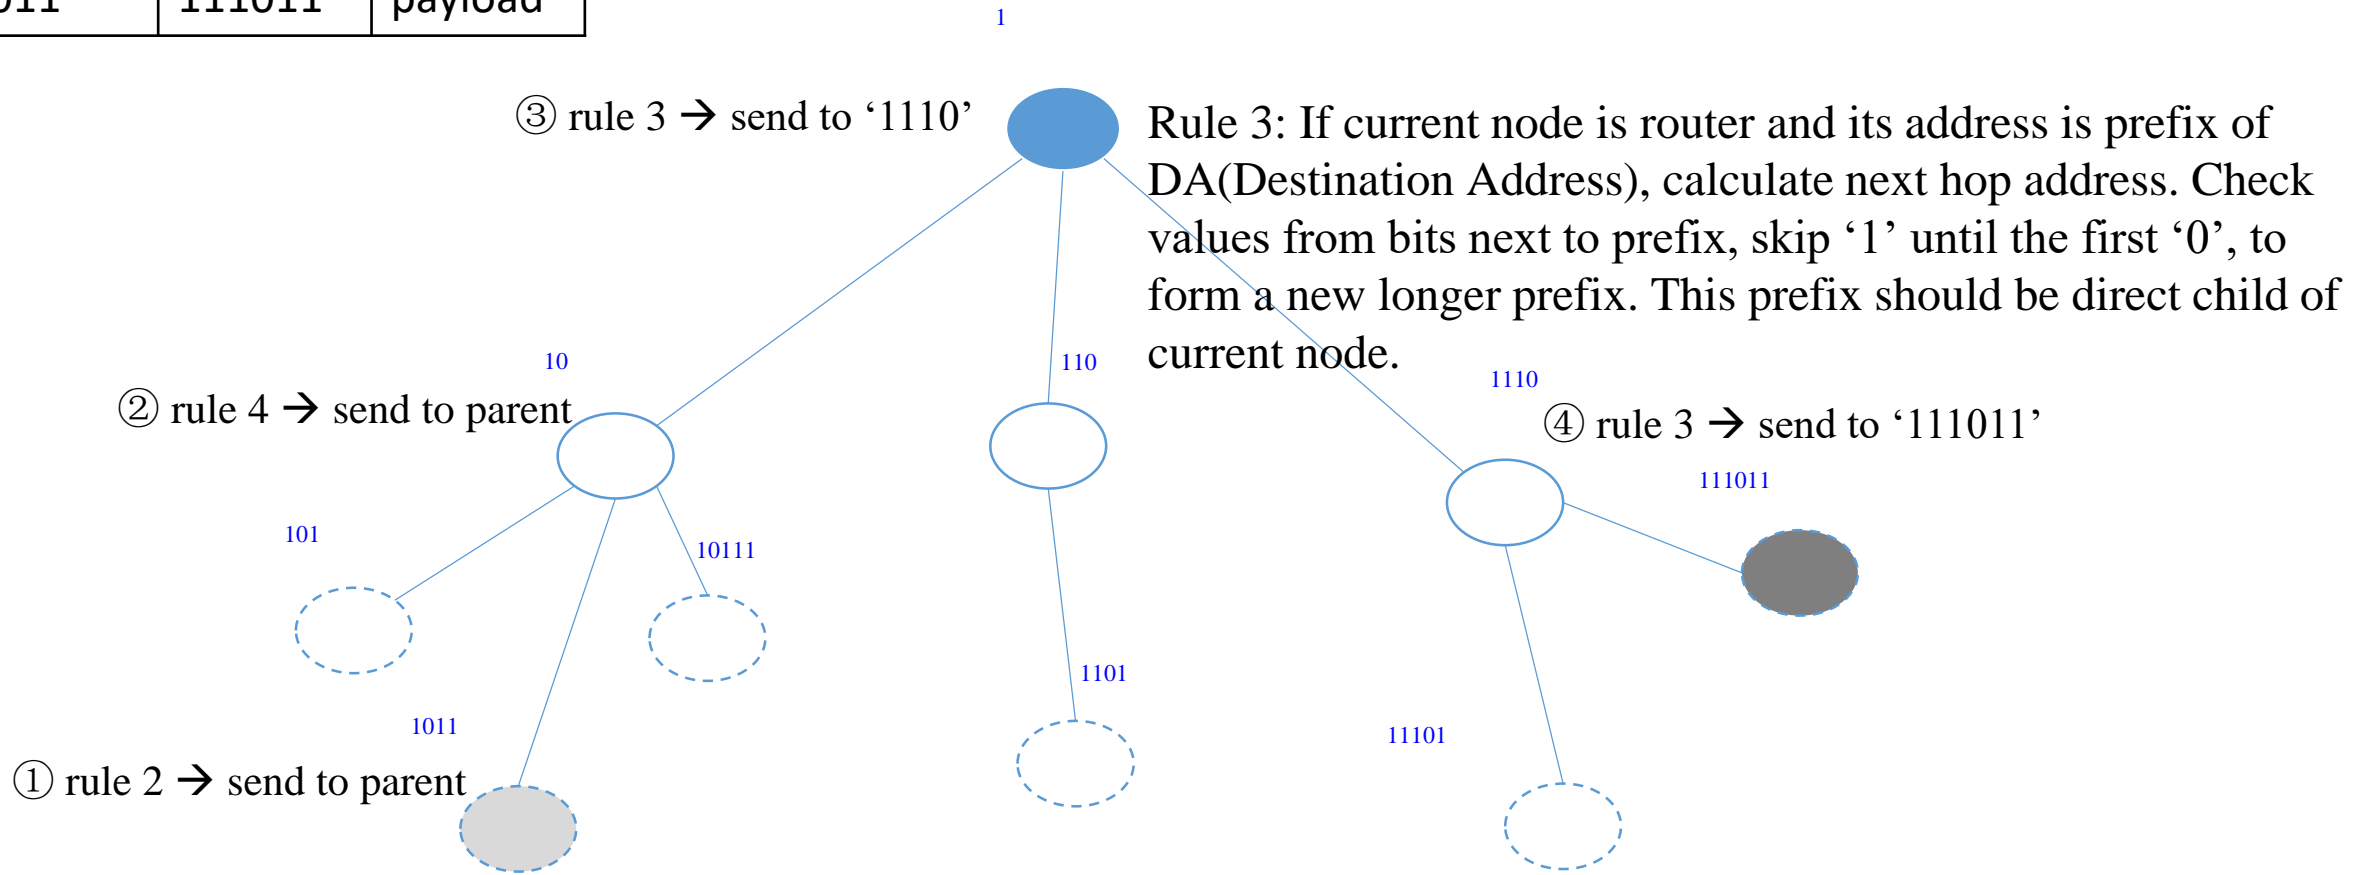 111011 payload
1
③ rule 3 → send to ‘1110’
Rule 3: If current node is router and its address is prefix of
DA(Destination Address), calculate next hop address. Check
values from bits next to prefix, skip ‘1’ until the first ‘0’, to
form a new longer prefix. This prefix should be direct child of
current node.
10
110
1110
② rule 4 → send to parent
④ rule 3 → send to ‘111011’
111011
101
10111
1101
1011
11101
① rule 2 → send to parent